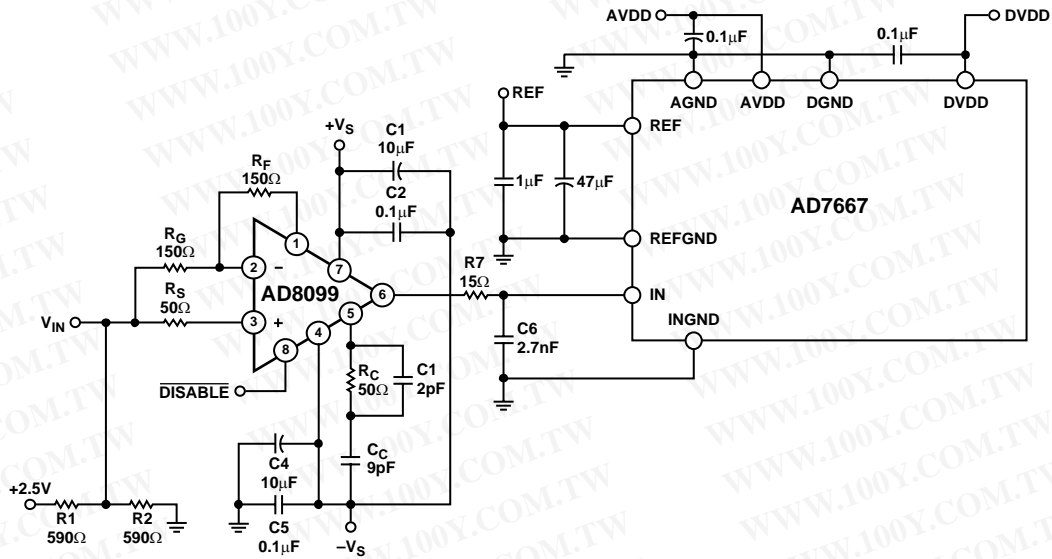 AVDD
DVDD
0.1µF
0.1µF
AGND
AVDD
DGND
DVDD
REF
REF
+VS
C1
10µF
C2
0.1µF
RF
150Ω
1µF
47µF
AD7667
REFGND
RG
150Ω
RS
50Ω
VIN
1
2
−
7
AD8099
6
3
+
5
4
8
R7
15Ω
IN
INGND
C6
2.7nF
DISABLE
RC
50Ω
C1
2pF
CC
9pF
C4
10µF
C5
0.1µF
−VS
+2.5V
R1
590Ω
R2
590Ω
WWW.100Y.COM.TW